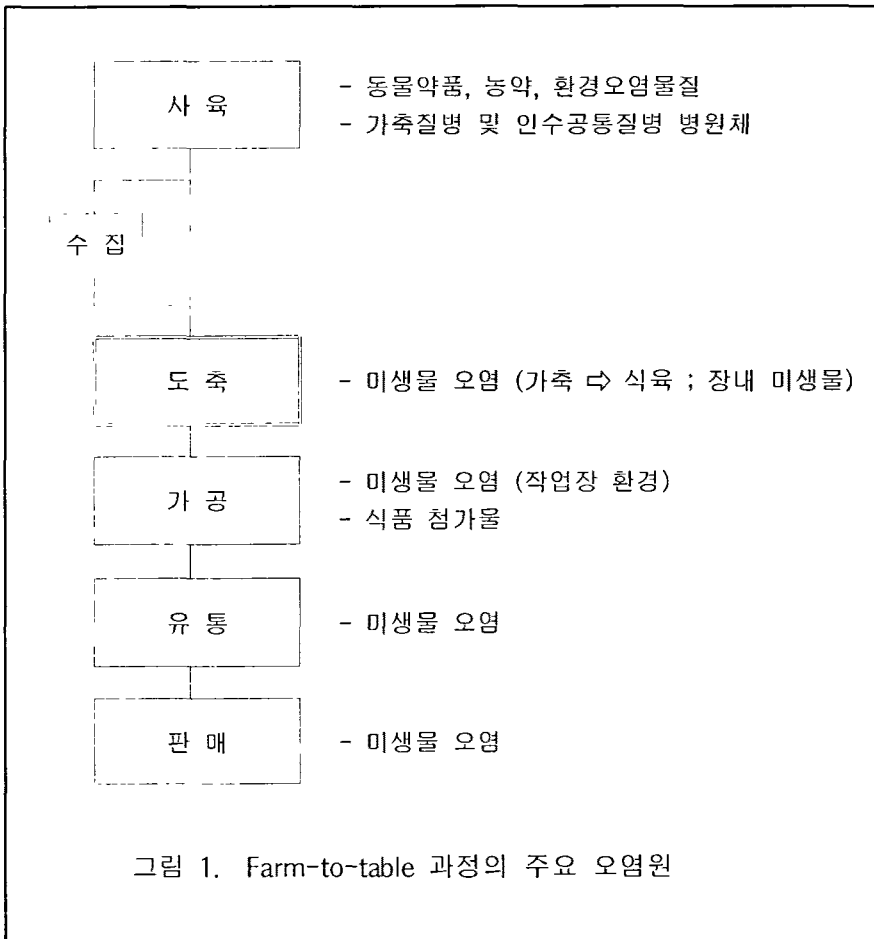 사 육
- 동물약품, 농약, 환경오염물질
- 가축질병 및 인수공통질병 병원체
수 집
도 축
- 미생물 오염 (가축 ⇨ 식육 ; 장내 미생물)
가 공
- 미생물 오염 (작업장 환경)
- 식품 첨가물
유 통
- 미생물 오염
판 매
- 미생물 오염
그림 1. Farm-to-table 과정의 주요 오염원